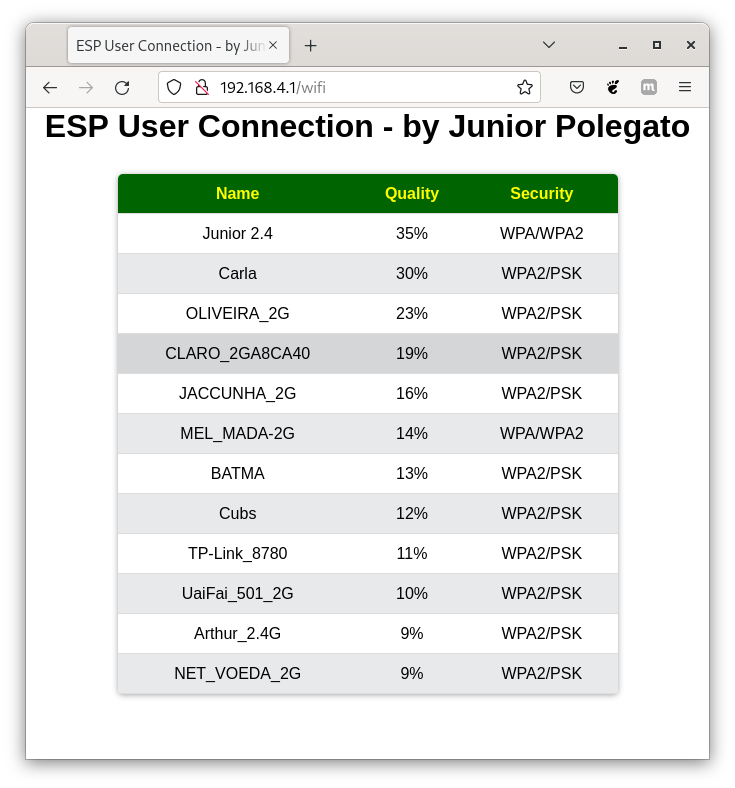 ESP User Connection - by Jun
192.168.4.1/wifi
ESP User Connection - by Junior Polegato
Name Quality Security
Junior 2.4 35% WPA/WPA2
Carla 30% WPA2/PSK
OLIVEIRA_2G 23% WPA2/PSK
CLARO_2GA8CA40 19% WPA2/PSK
JACCUNHA_2G 16% WPA2/PSK
MEL_MADA-2G 14% WPA/WPA2
BATMA 13% WPA2/PSK
Cubs 12% WPA2/PSK
TP-Link_8780 11% WPA2/PSK
UaiFai_501_2G 10% WPA2/PSK
Arthur_2.4G 9% WPA2/PSK
NET_VOEDA_2G 9% WPA2/PSK